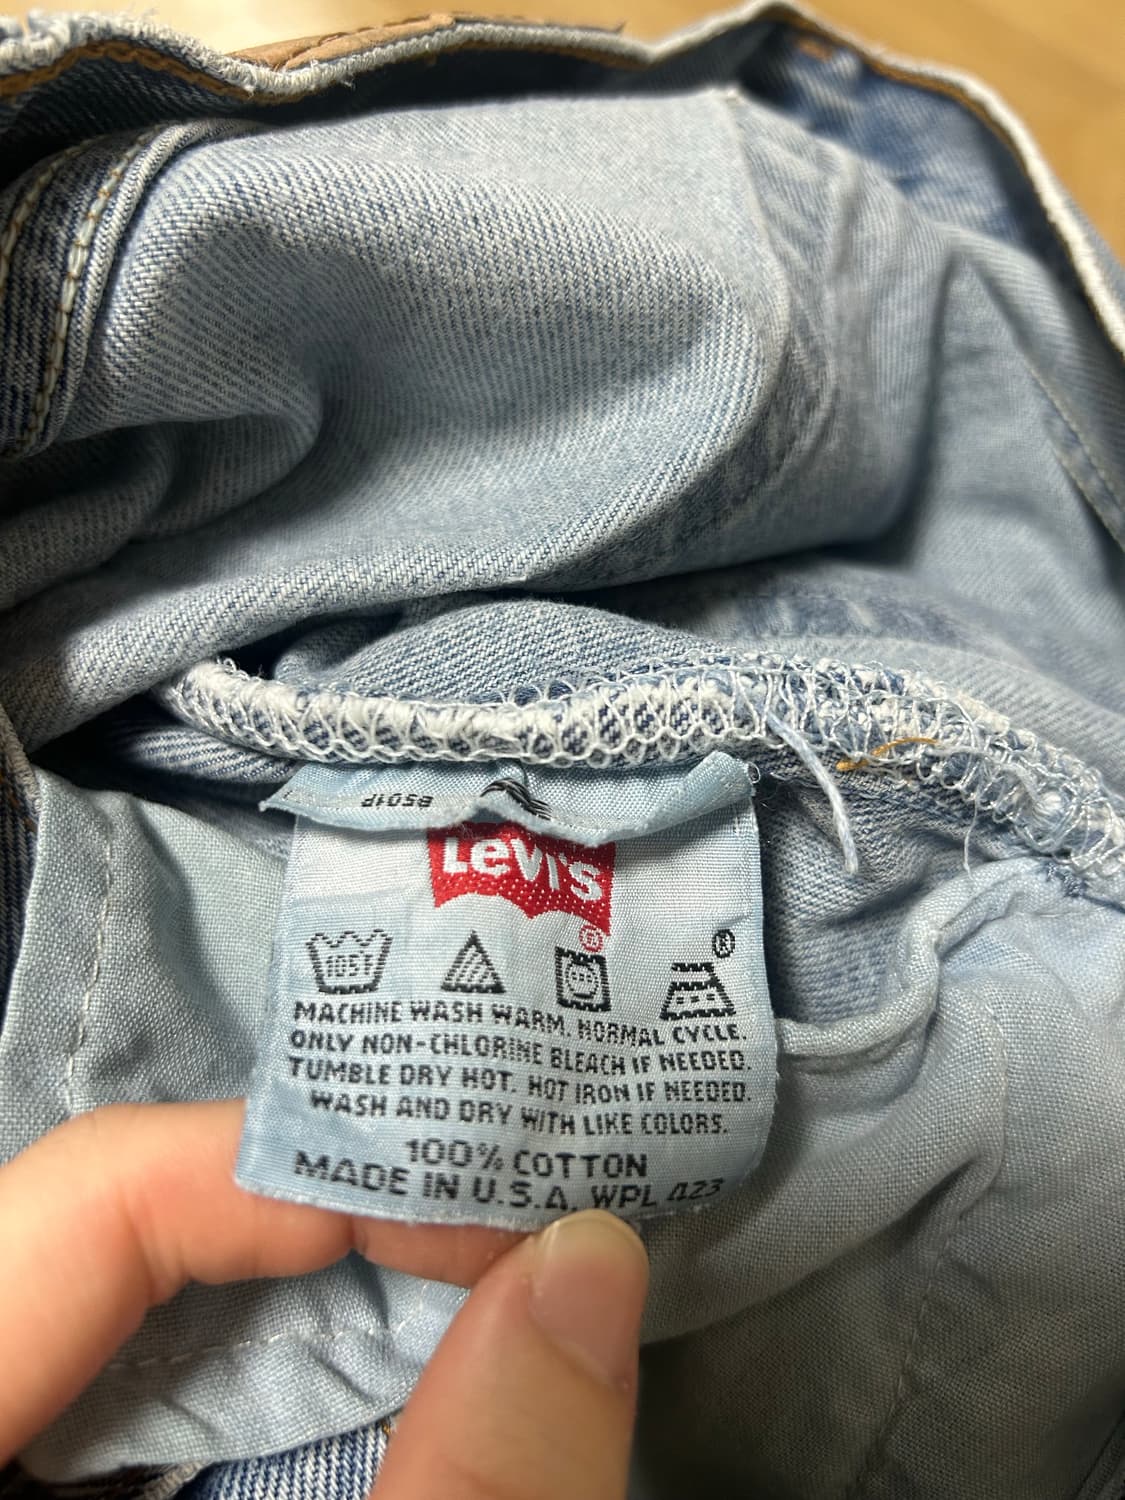 Levi's
®
105F
®
MACHINE WASH WARM. NORMAL CYCLE.
ONLY NON-CHLORINE BLEACH IF NEEDED.
TUMBLE DRY HOT. HOT IRON IF NEEDED.
WASH AND DRY WITH LIKE COLORS.
100% COTTON
MADE IN U.S.A. WPL 423